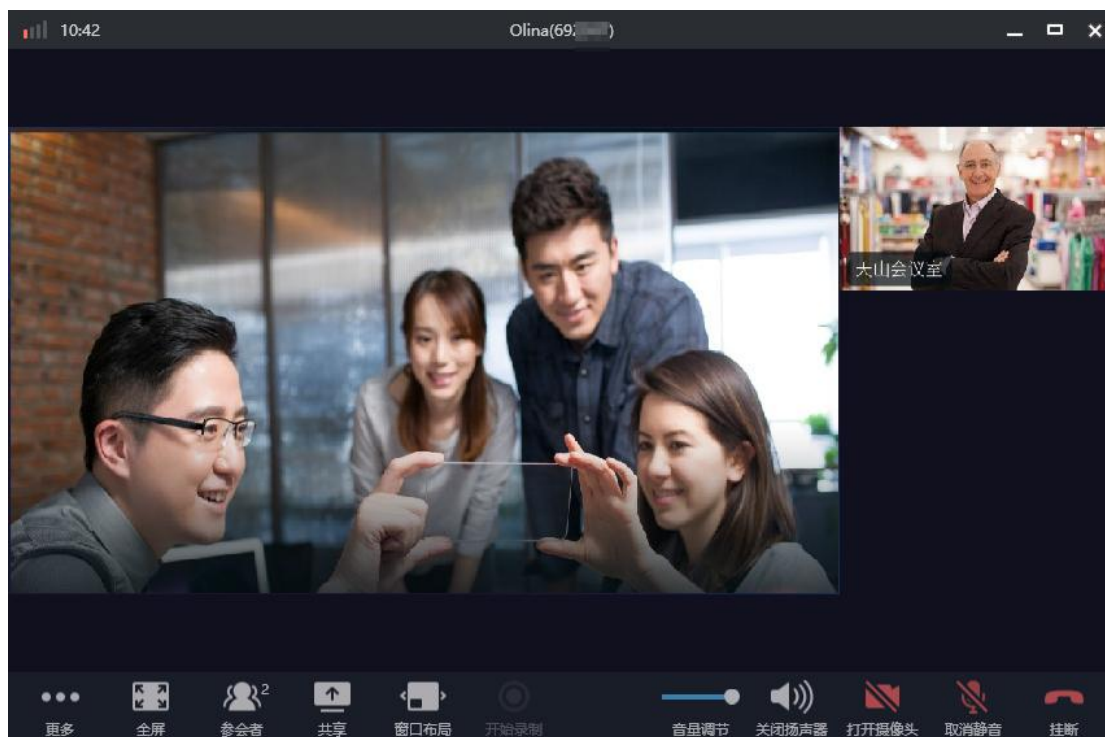 10:42
Olina(692
天山会议室
2
更多
全屏
参会者
共享
窗口布局
开始录制
音量调节
关闭扬声器
打开摄像头
取消静音
挂断